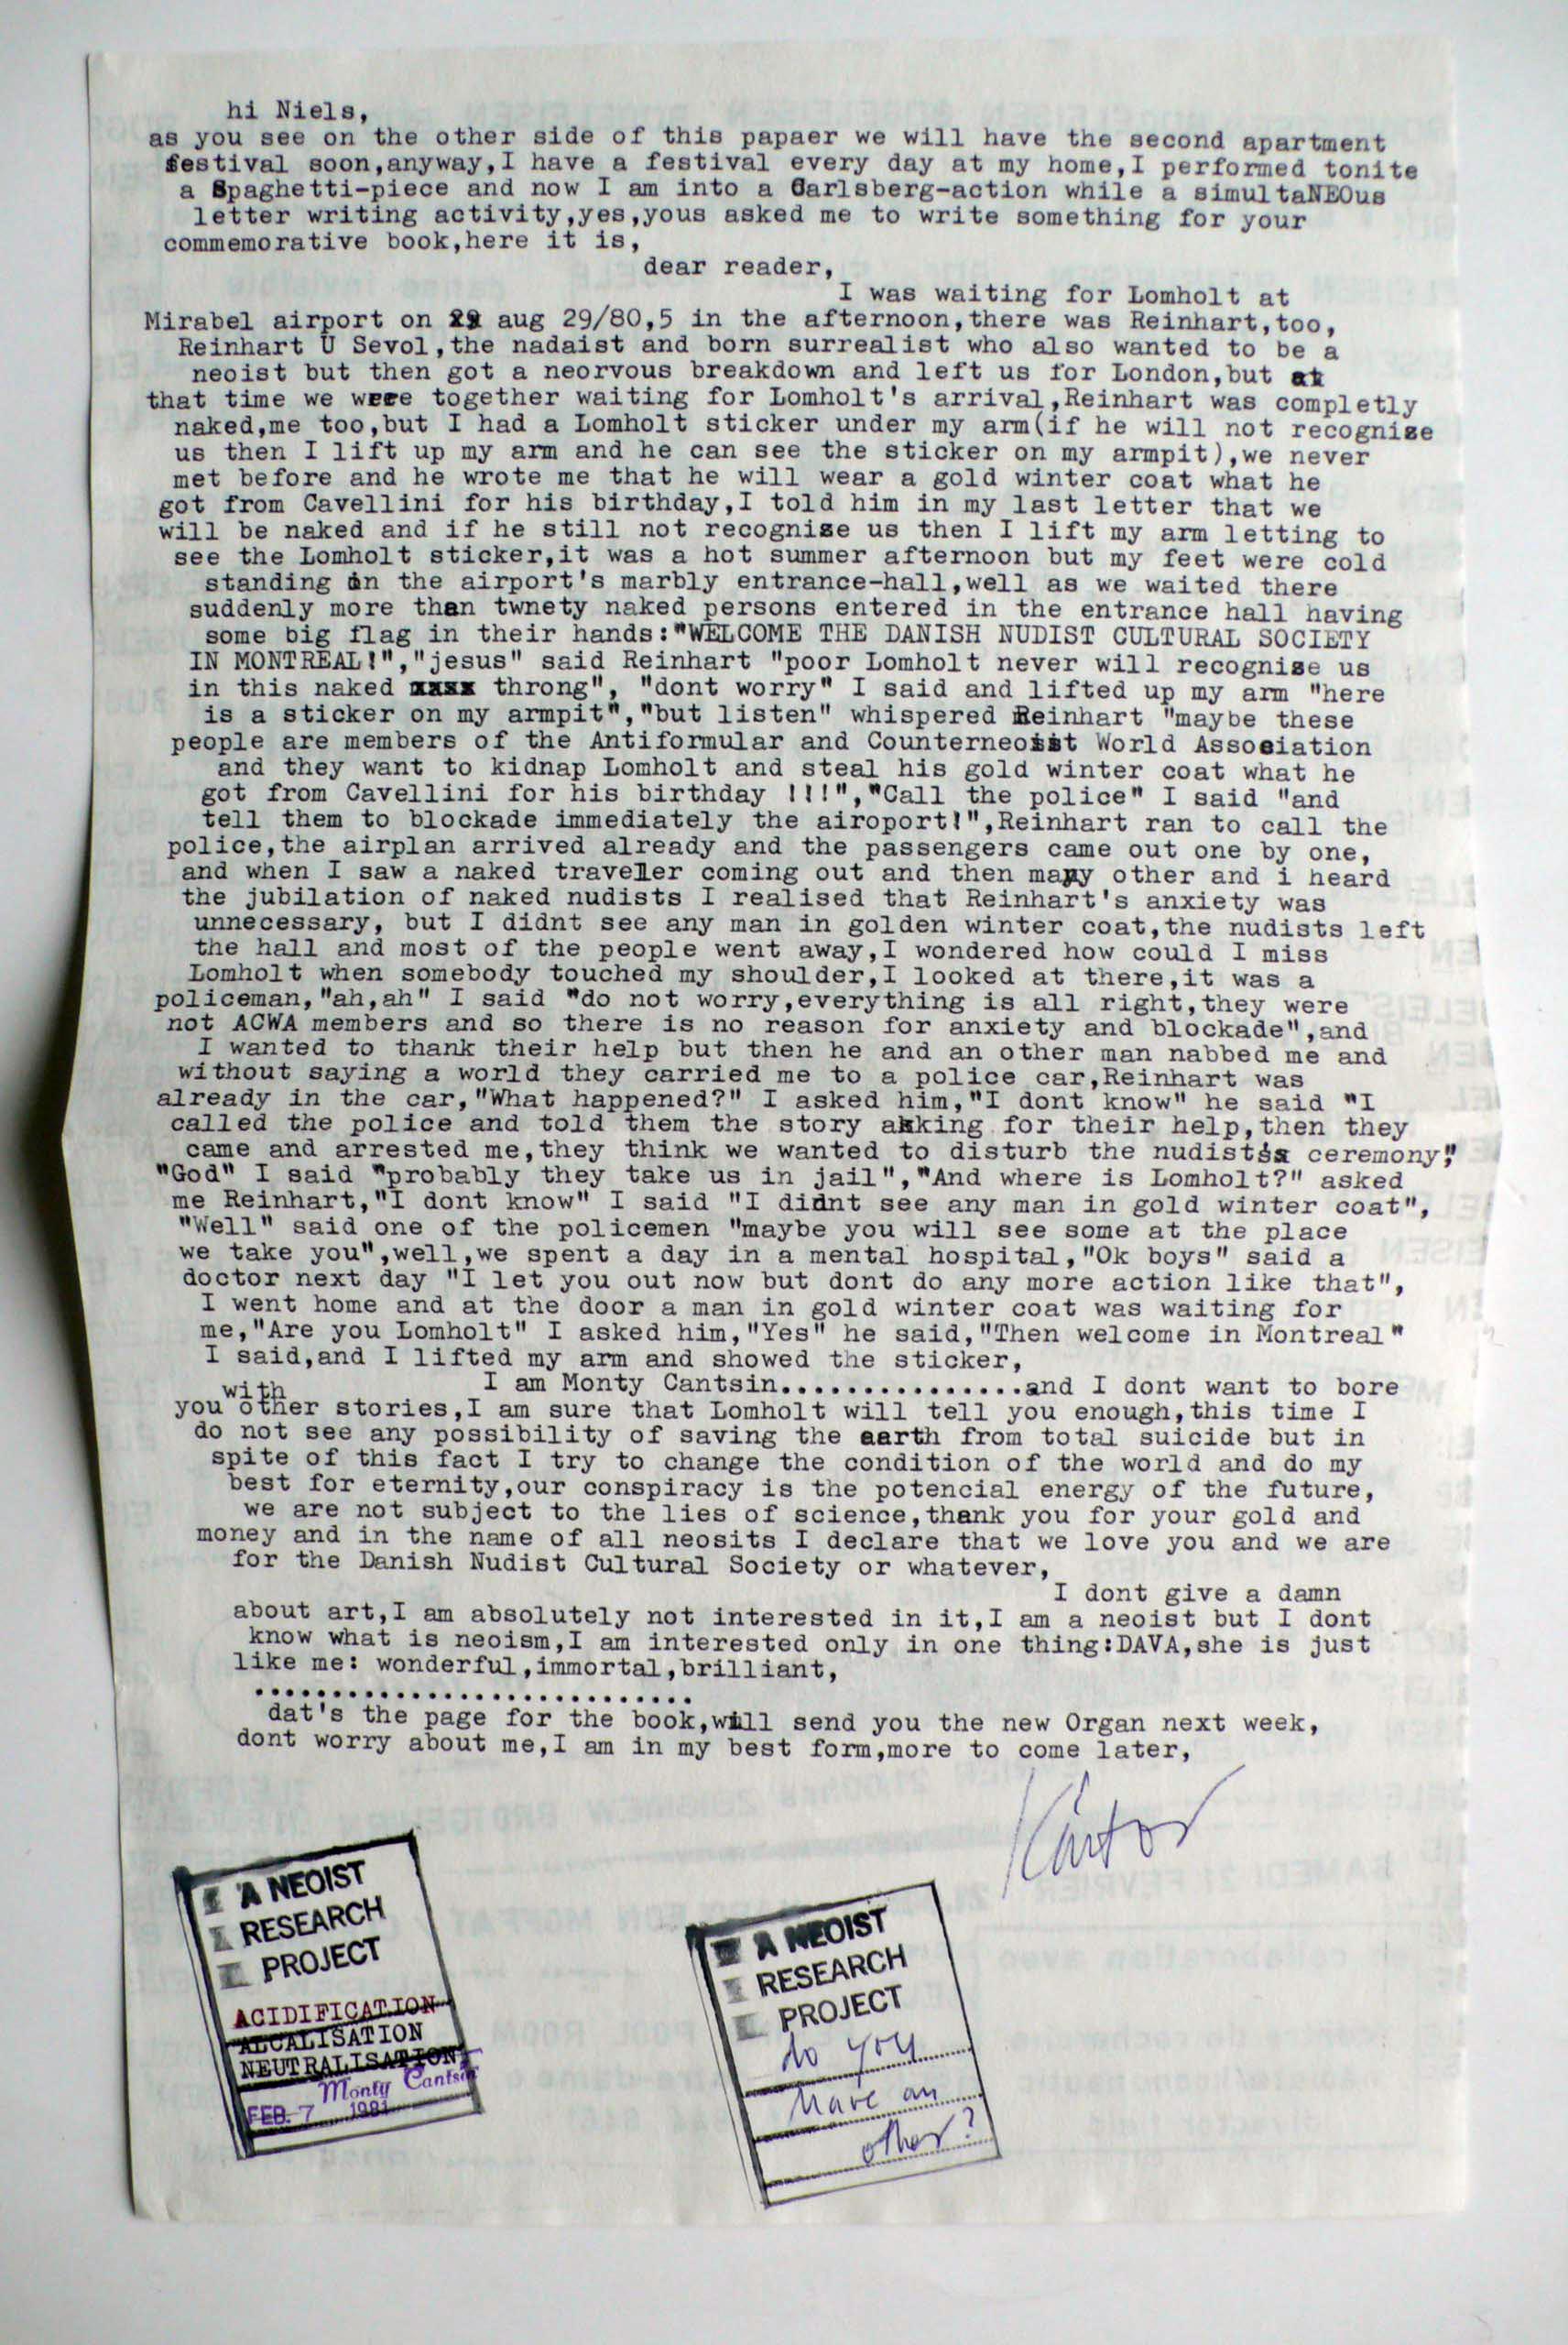 hi Niels,
as you see on the other side of this papaer we will have the second apartment
festival soon,anyway,I have a festival every day at my home,I performed tonite
a Spaghetti-piece and now I am into a Carlsberg-action while a simultaNEOus
letter writing activity,yes,yous asked me to write something for your
commemorative book,here it is,
dear reader,
I was waiting for Lomholt at
Mirabel airport on aug 29/80,5 in the afternoon,there was Reinhart,too,
Reinhart U Sevol,the nadaist and born surrealist who also wanted to be a
neoist but then got a neorvous breakdown and left us for London,but at
that time we were together waiting for Lomholt's arrival,Reinhart was completly
naked,me too,but I had a Lomholt sticker under my arm(if he will not recognise
us then I lift up my arm and he can see the sticker on my armpit),we never
met before and he wrote me that he will wear a gold winter coat what he
got from Cavellini for his birthday,I told him in my last letter that we
will be naked and if he still not recognise us then I lift my arm letting to
see the Lomholt sticker,it was a hot summer afternoon but my feet were cold
standing in the airport's marbly entrance-hall,well as we waited there
suddenly more than twnety naked persons entered in the entrance hall having
some big flag in their hands:"WELCOME THE DANISH NUDIST CULTURAL SOCIETY
IN MONTREAL!","jesus" said Reinhart "poor Lomholt never will recognise us
in this naked xxxx throng", "dont worry" I said and lifted up my arm "here
is a sticker on my armpit","but listen" whispered Reinhart "maybe these
people are members of the Antiformular and Counterneoist World Association
and they want to kidnap Lomholt and steal his gold winter coat what he
got from Cavellini for his birthday !!!","Call the police" I said "and
tell them to blockade immediately the airoport!",Reinhart ran to call the
police,the airplan arrived already and the passengers came out one by one,
and when I saw a naked traveller coming out and then many other and i heard
the jubilation of naked nudists I realised that Reinhart's anxiety was
unnecessary, but I didnt see any man in golden winter coat,the nudists left
the hall and most of the people went away,I wondered how could I miss
Lomholt when somebody touched my shoulder,I looked at there,it was a
policeman,"ah,ah" I said "do not worry,everything is all right,they were
not ACWA members and so there is no reason for anxiety and blockade",and
I wanted to thank their help but then he and an other man nabbed me and
without saying a world they carried me to a police car,Reinhart was
already in the car,"What happened?" I asked him,"I dont know" he said "I
called the police and told them the story asking for their help,then they
came and arrested me,they think we wanted to disturb the nudists ceremony",
"God" I said "probably they take us in jail","And where is Lomholt?" asked
me Reinhart,"I dont know" I said "I didnt see any man in gold winter coat",
"Well" said one of the policemen "maybe you will see some at the place
we take you",well,we spent a day in a mental hospital,"Ok boys" said a
doctor next day "I let you out now but dont do any more action like that",
I went home and at the door a man in gold winter coat was waiting for
me,"Are you Lomholt" I asked him,"Yes" he said,"Then welcome in Montreal"
I said,and I lifted my arm and showed the sticker,
I am Monty Cantsin................and I dont want to bore
you with other stories,I am sure that Lomholt will tell you enough,this time I
do not see any possibility of saving the earth from total suicide but in
spite of this fact I try to change the condition of the world and do my
best for eternity,our conspiracy is the potencial energy of the future,
we are not subject to the lies of science,thank you for your gold and
money and in the name of all neosits I declare that we love you and we are
for the Danish Nudist Cultural Society or whatever,
I dont give a damn
about art,I am absolutely not interested in it,I am a neoist but I dont
know what is neoism,I am interested only in one thing:DAVA,she is just
like me: wonderful,immortal,brilliant,
............................
dat's the page for the book,will send you the new Organ next week,
dont worry about me,I am in my best form,more to come later,
Kántor
A NEOIST
RESEARCH
PROJECT
ACIDIFICATION
ALCALISATION
NEUTRALISATION
Monty Cantsin
FEB. 7 1981
A NEOIST
RESEARCH
PROJECT
do you
have an
other?